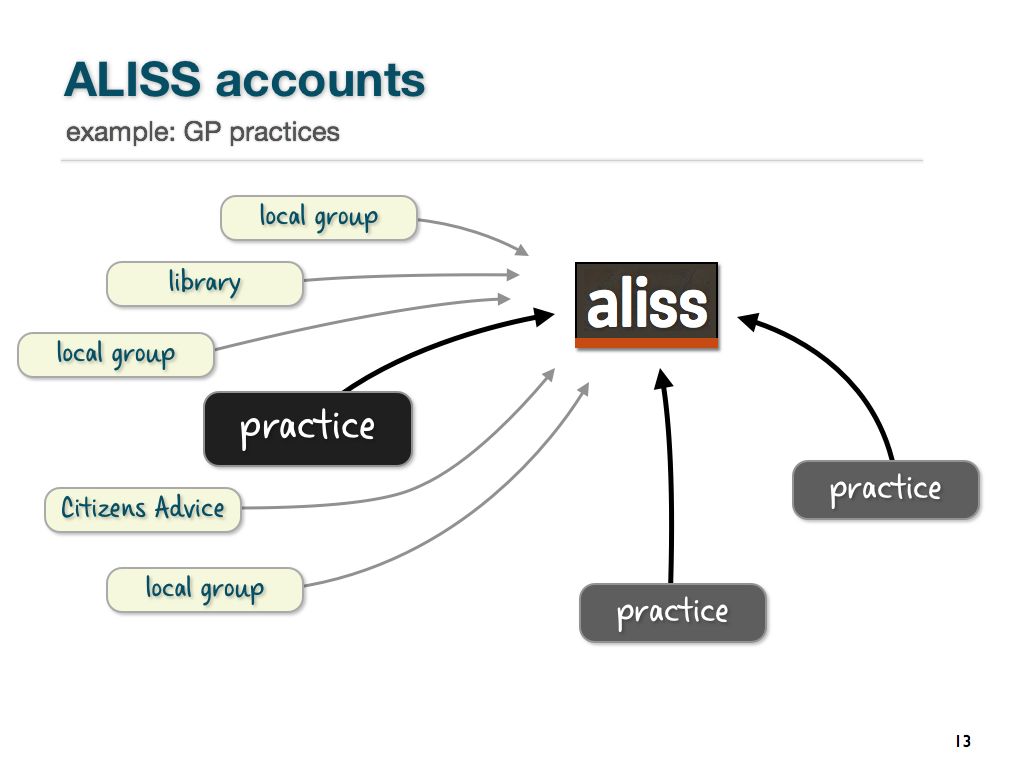 ALISS accounts
example: GP practices
local group
library
aliss
local group
practice
Citizens Advice
practice
local group
practice
13